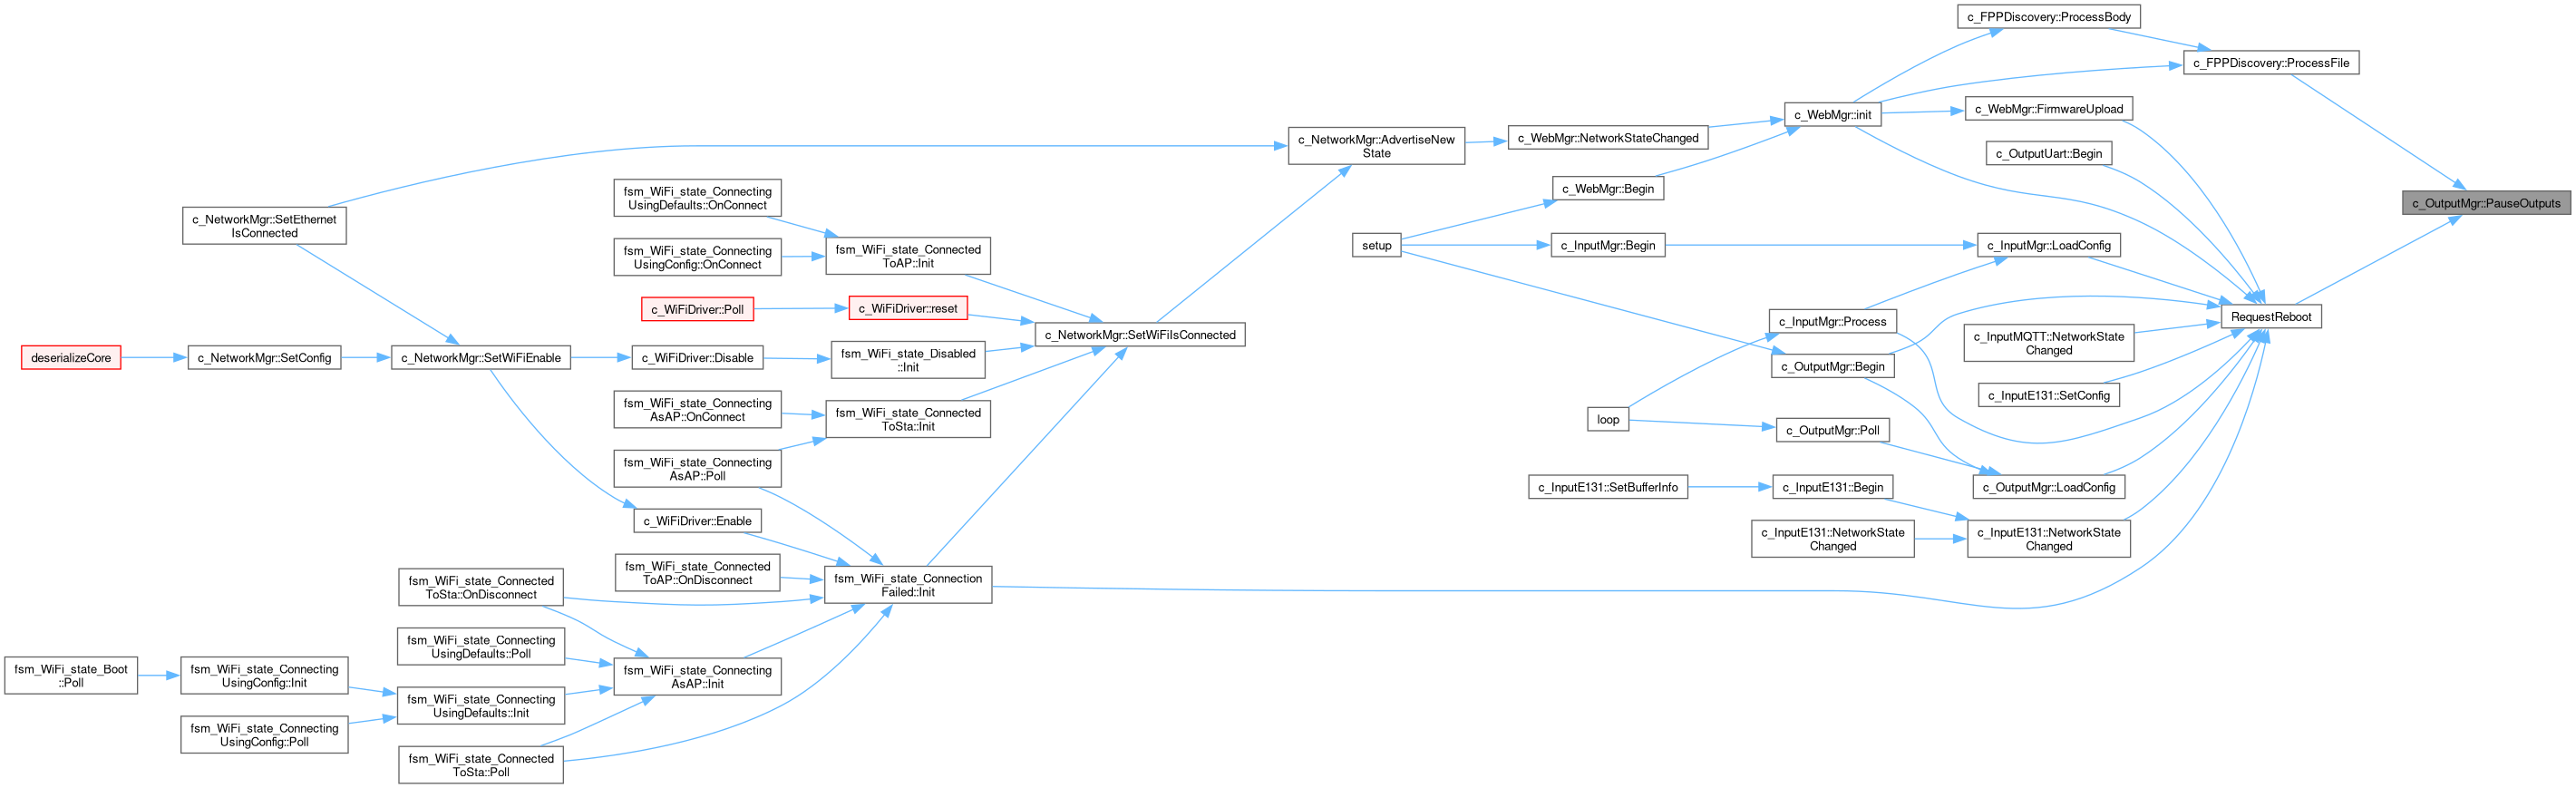 c_FPPDiscovery::ProcessBody
c_FPPDiscovery::ProcessFile
c_WebMgr::init
c_WebMgr::FirmwareUpload
c_NetworkMgr::AdvertiseNew
State
c_WebMgr::NetworkStateChanged
c_OutputUart::Begin
fsm_WiFi_state_Connecting
UsingDefaults::OnConnect
c_WebMgr::Begin
c_OutputMgr::PauseOutputs
c_NetworkMgr::SetEthernet
IsConnected
fsm_WiFi_state_Connecting
UsingConfig::OnConnect
fsm_WiFi_state_Connected
ToAP::Init
setup
c_InputMgr::Begin
c_InputMgr::LoadConfig
c_WiFiDriver::Poll
c_WiFiDriver::reset
c_InputMgr::Process
RequestReboot
c_NetworkMgr::SetWiFiIsConnected
c_InputMQTT::NetworkState
Changed
deserializeCore
c_NetworkMgr::SetConfig
c_NetworkMgr::SetWiFiEnable
c_WiFiDriver::Disable
fsm_WiFi_state_Disabled
::Init
c_OutputMgr::Begin
c_InputE131::SetConfig
fsm_WiFi_state_Connecting
AsAP::OnConnect
fsm_WiFi_state_Connected
ToSta::Init
loop
c_OutputMgr::Poll
fsm_WiFi_state_Connecting
AsAP::Poll
c_InputE131::SetBufferInfo
c_InputE131::Begin
c_OutputMgr::LoadConfig
c_WiFiDriver::Enable
c_InputE131::NetworkState
Changed
c_InputE131::NetworkState
Changed
fsm_WiFi_state_Connected
ToSta::OnDisconnect
fsm_WiFi_state_Connected
ToAP::OnDisconnect
fsm_WiFi_state_Connection
Failed::Init
fsm_WiFi_state_Connecting
UsingDefaults::Poll
fsm_WiFi_state_Boot
::Poll
fsm_WiFi_state_Connecting
UsingConfig::Init
fsm_WiFi_state_Connecting
AsAP::Init
fsm_WiFi_state_Connecting
UsingDefaults::Init
fsm_WiFi_state_Connecting
UsingConfig::Poll
fsm_WiFi_state_Connected
ToSta::Poll